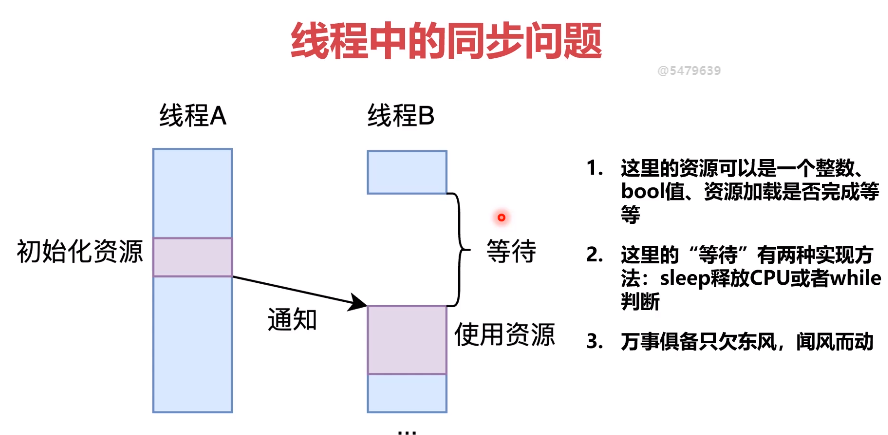 线程中的同步问题
@5479639
线程A
线程B
初始化资源
等待
通知
使用资源
...
1. 这里的资源可以是一个整数、
bool值、资源加载是否完成等
等
2. 这里的“等待”有两种实现方
法：sleep释放CPU或者while
判断
3. 万事俱备只欠东风，闻风而动